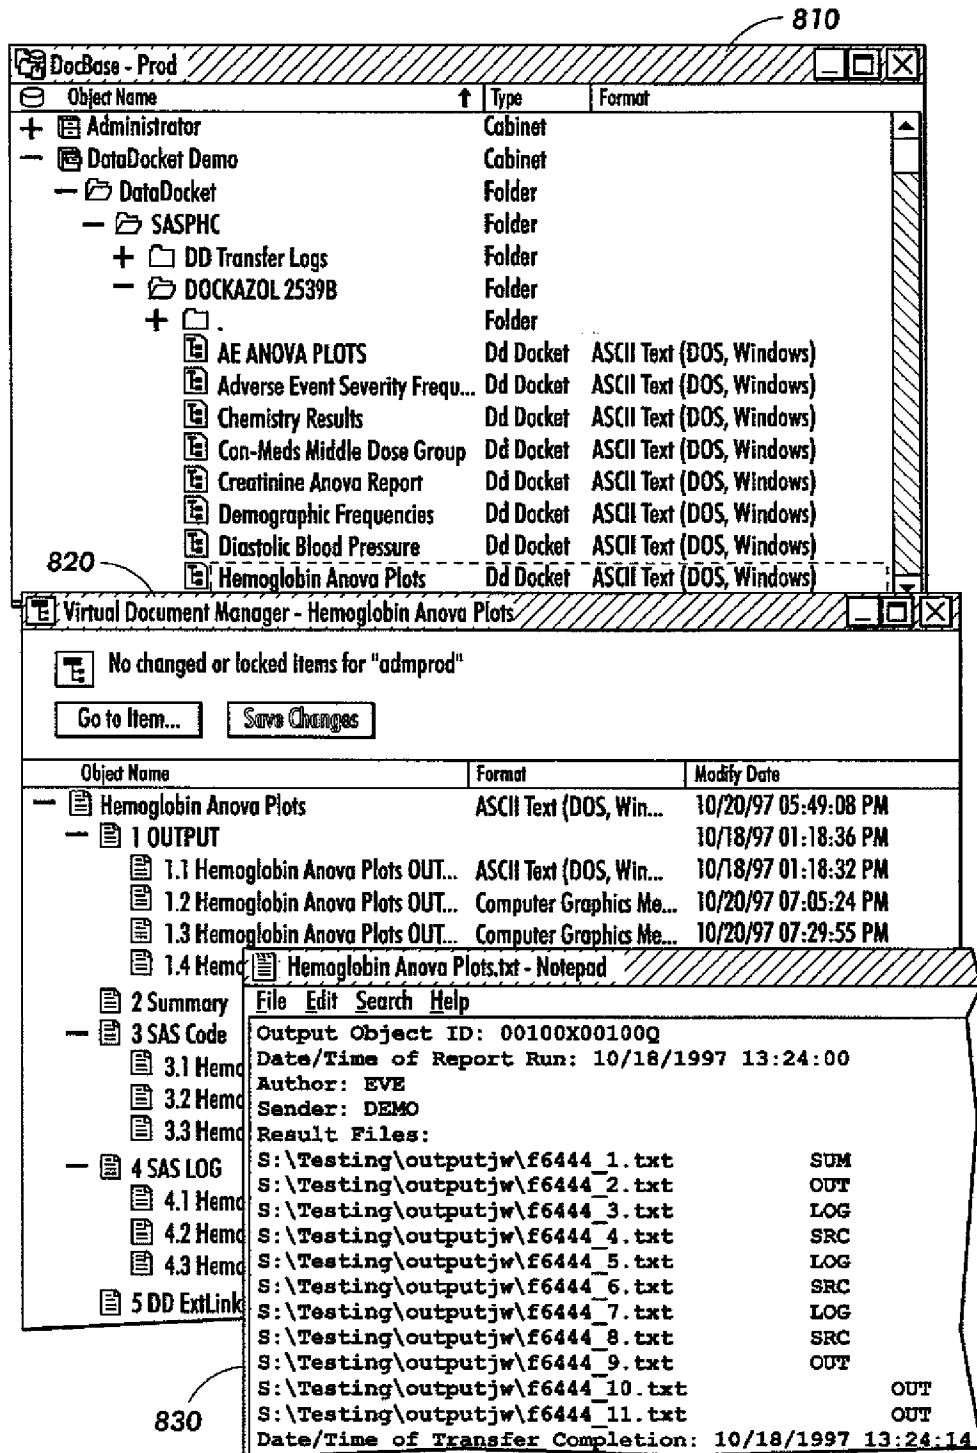 810
DocBase - Prod
Object Name Type Format
+ Administrator Cabinet
− DataDocket Demo Cabinet
− DataDocket Folder
− SASPHC Folder
+ DD Transfer Logs Folder
− DOCKAZOL 2539B Folder
+ . Folder
AE ANOVA PLOTS Dd Docket ASCII Text (DOS, Windows)
Adverse Event Severity Frequ... Dd Docket ASCII Text (DOS, Windows)
Chemistry Results Dd Docket ASCII Text (DOS, Windows)
Con-Meds Middle Dose Group Dd Docket ASCII Text (DOS, Windows)
Creatinine Anova Report Dd Docket ASCII Text (DOS, Windows)
Demographic Frequencies Dd Docket ASCII Text (DOS, Windows)
Diastolic Blood Pressure Dd Docket ASCII Text (DOS, Windows)
820
Hemoglobin Anova Plots Dd Docket ASCII Text (DOS, Windows)
Virtual Document Manager - Hemoglobin Anova Plots
No changed or locked items for "admprod"
Go to Item... Save Changes
Object Name Format Modify Date
− Hemoglobin Anova Plots ASCII Text (DOS, Win... 10/20/97 05:49:08 PM
− 1 OUTPUT 10/18/97 01:18:36 PM
1.1 Hemoglobin Anova Plots OUT... ASCII Text (DOS, Win... 10/18/97 01:18:32 PM
1.2 Hemoglobin Anova Plots OUT... Computer Graphics Me... 10/20/97 07:05:24 PM
1.3 Hemoglobin Anova Plots OUT... Computer Graphics Me... 10/20/97 07:29:55 PM
1.4 Hemo
2 Summary
− 3 SAS Code
3.1 Hemo
3.2 Hemo
3.3 Hemo
− 4 SAS LOG
4.1 Hemo
4.2 Hemo
4.3 Hemo
5 DD ExtLink
Hemoglobin Anova Plots.txt - Notepad
File Edit Search Help
Output Object ID: 00100X00100Q
Date/Time of Report Run: 10/18/1997 13:24:00
Author: EVE
Sender: DEMO
Result Files:
S:\Testing\outputjw\f6444_1.txt SUM
S:\Testing\outputjw\f6444_2.txt OUT
S:\Testing\outputjw\f6444_3.txt LOG
S:\Testing\outputjw\f6444_4.txt SRC
S:\Testing\outputjw\f6444_5.txt LOG
S:\Testing\outputjw\f6444_6.txt SRC
S:\Testing\outputjw\f6444_7.txt LOG
S:\Testing\outputjw\f6444_8.txt SRC
S:\Testing\outputjw\f6444_9.txt OUT
S:\Testing\outputjw\f6444_10.txt OUT
S:\Testing\outputjw\f6444_11.txt OUT
Date/Time of Transfer Completion: 10/18/1997 13:24:14
830